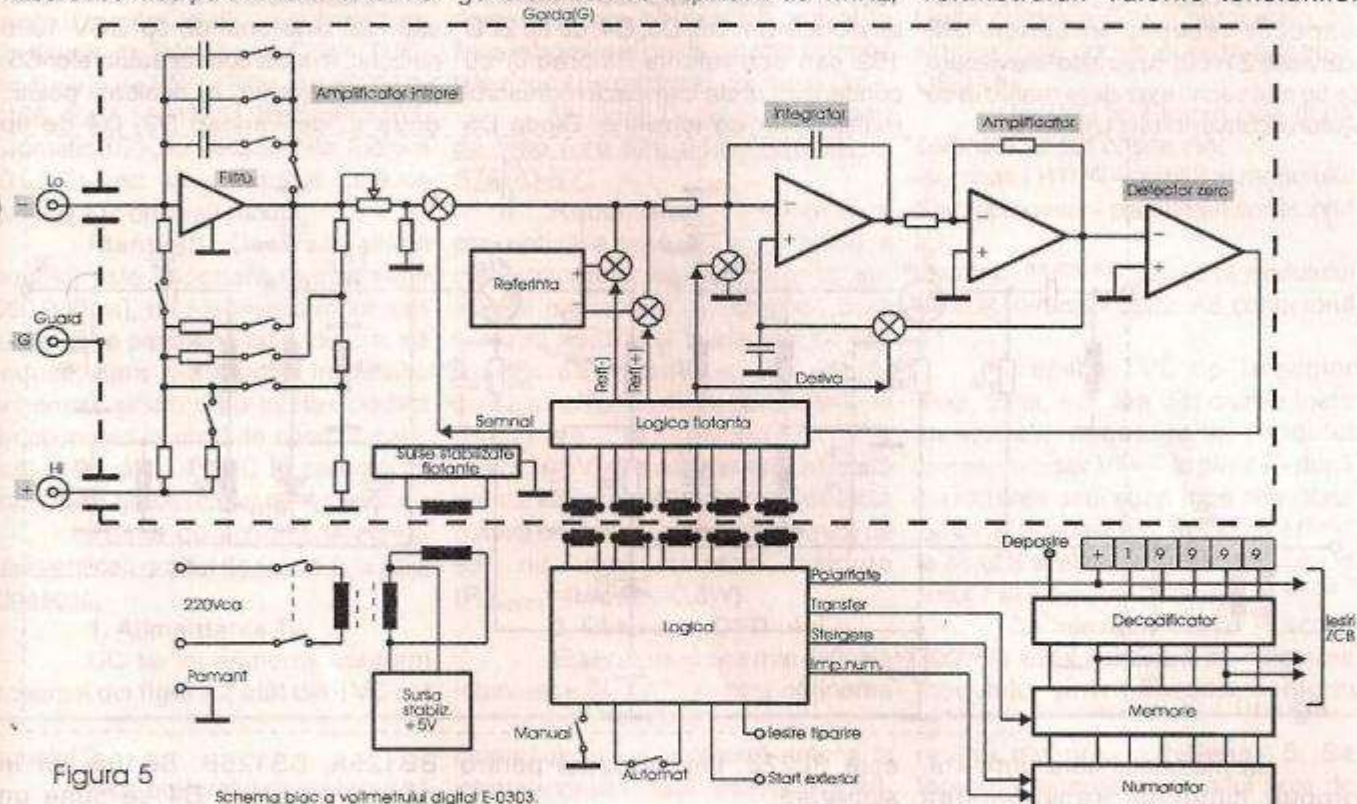 Garda(G)
Amplificator intrare
Integrator
Amplificator
Lo
Filtru
Detector zero
Referinta
+
-
Guard
G
Ref(-)
Ref(+)
Deriva
Semnal
Logica flotanta
Surse stabilizate
flotante
Hi
Depasire
+ 1 9 9 9 9
Polaritate
Transfer
Stergere
Imp.num.
Decodificator
Iesiri
ZCB
220Vca
Logica
Pamant
Sursa
stabiliz.
+5V
Memorie
Manual
Iesire tiparire
Automat
Start exterior
Numarator
Figura 5
Schema bloc a voltmetrului digital E-0303.